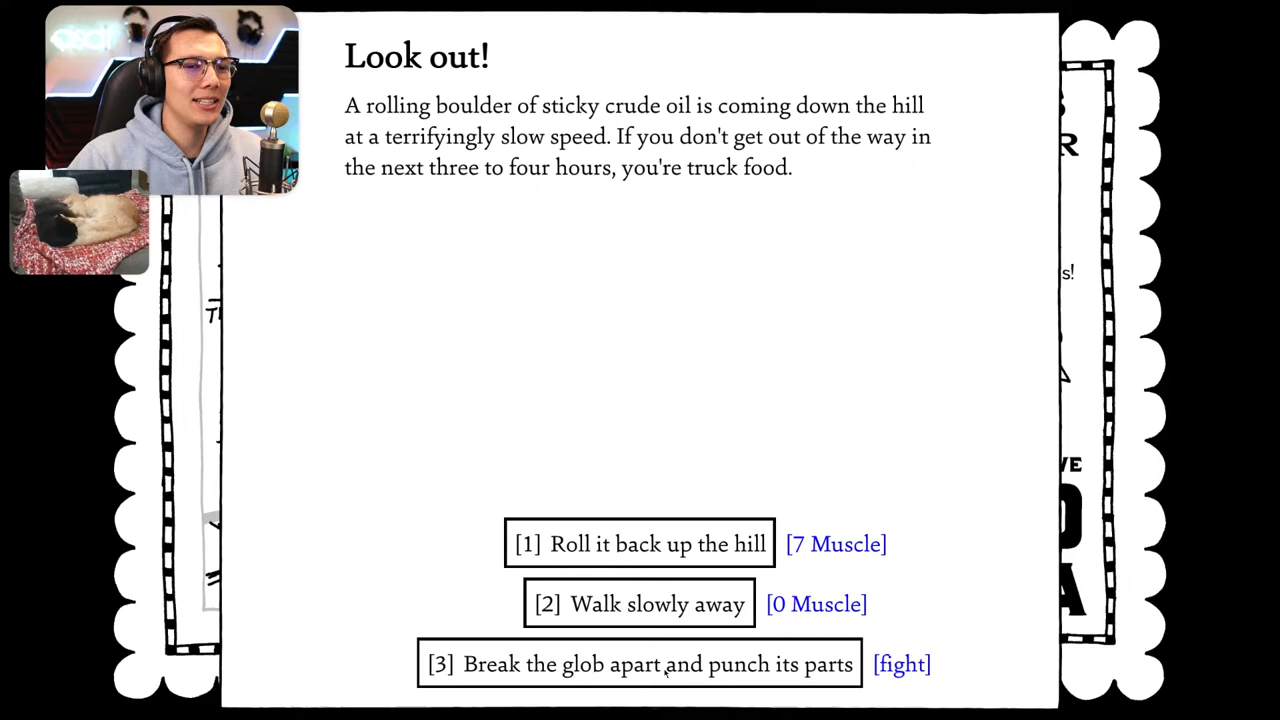 Look out!
A rolling boulder of sticky crude oil is coming down the hill
at a terrifyingly slow speed. If you don't get out of the way in
the next three to four hours, you're truck food.
s!
[1] Roll it back up the hill [7 Muscle]
[2] Walk slowly away [0 Muscle]
[3] Break the glob apart and punch its parts [fight]